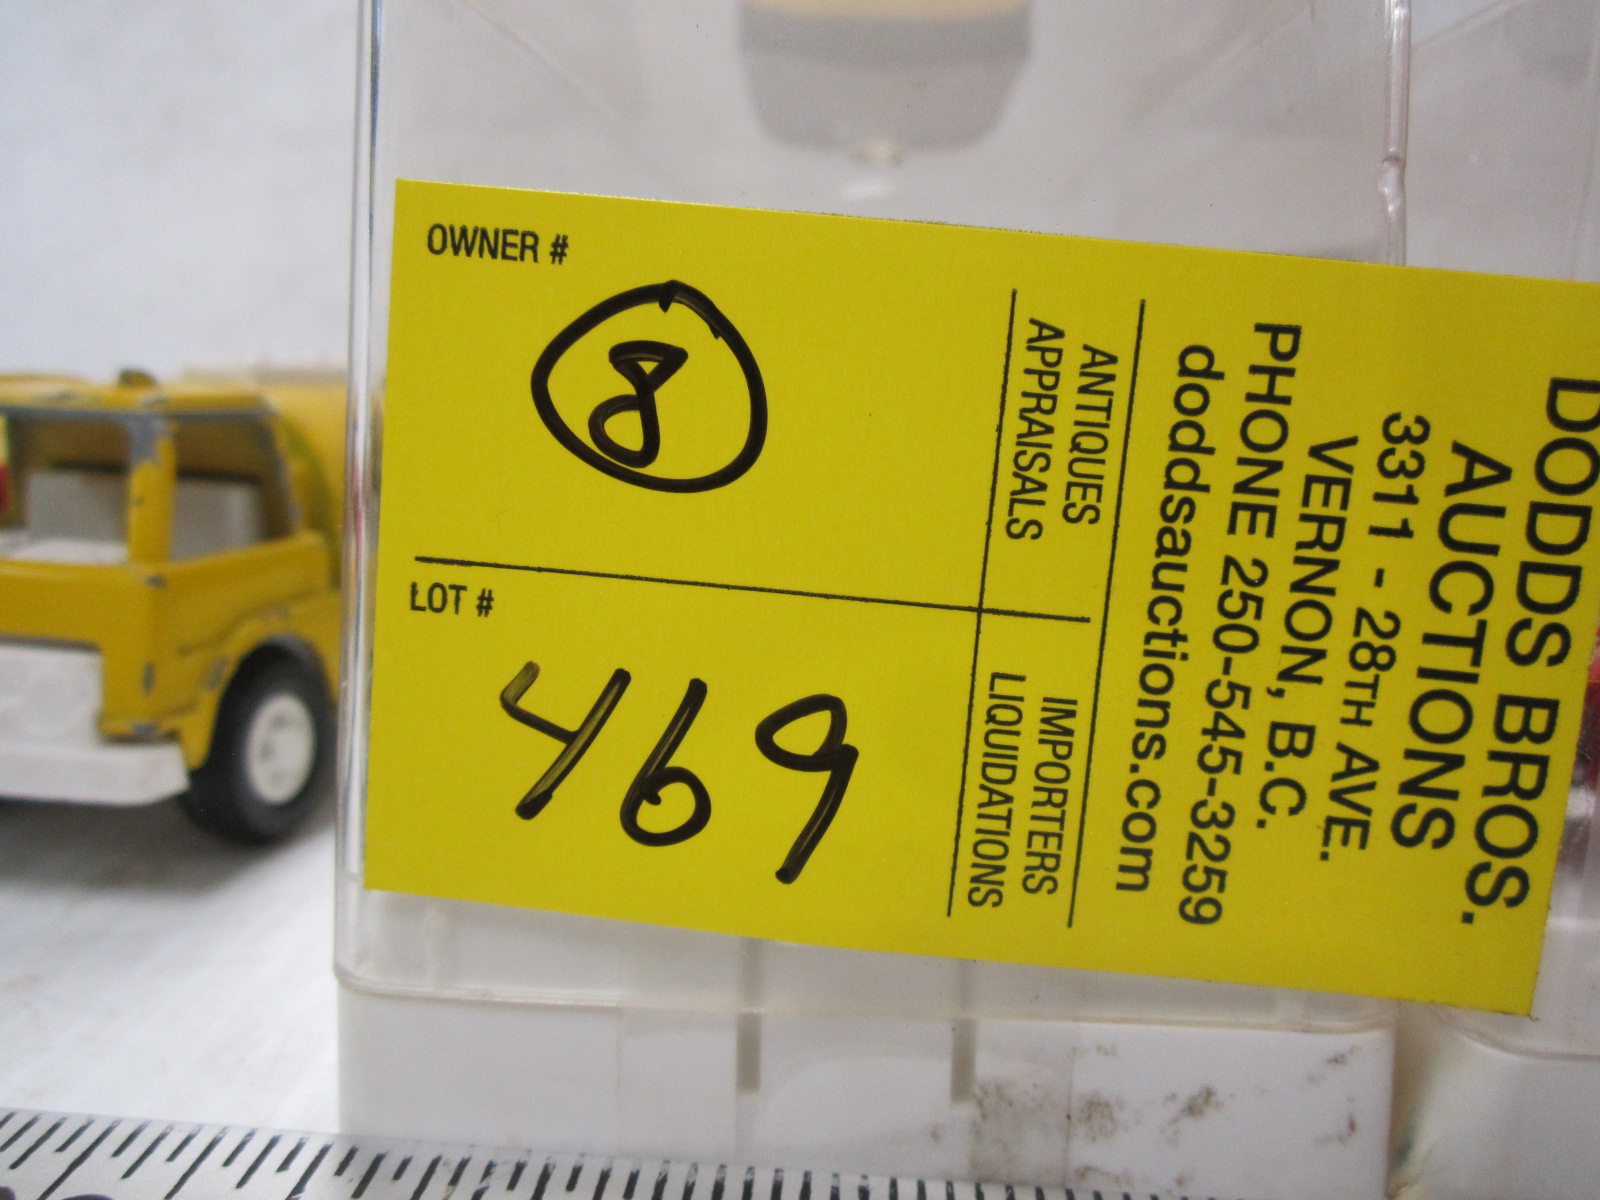 OWNER #
8
LOT #
469
DODDS BROS.
AUCTIONS
3311 - 28TH AVE.
VERNON, B.C.
PHONE 250-545-3259
doddsauctions.com
ANTIQUES
APPRAISALS
IMPORTERS
LIQUIDATIONS